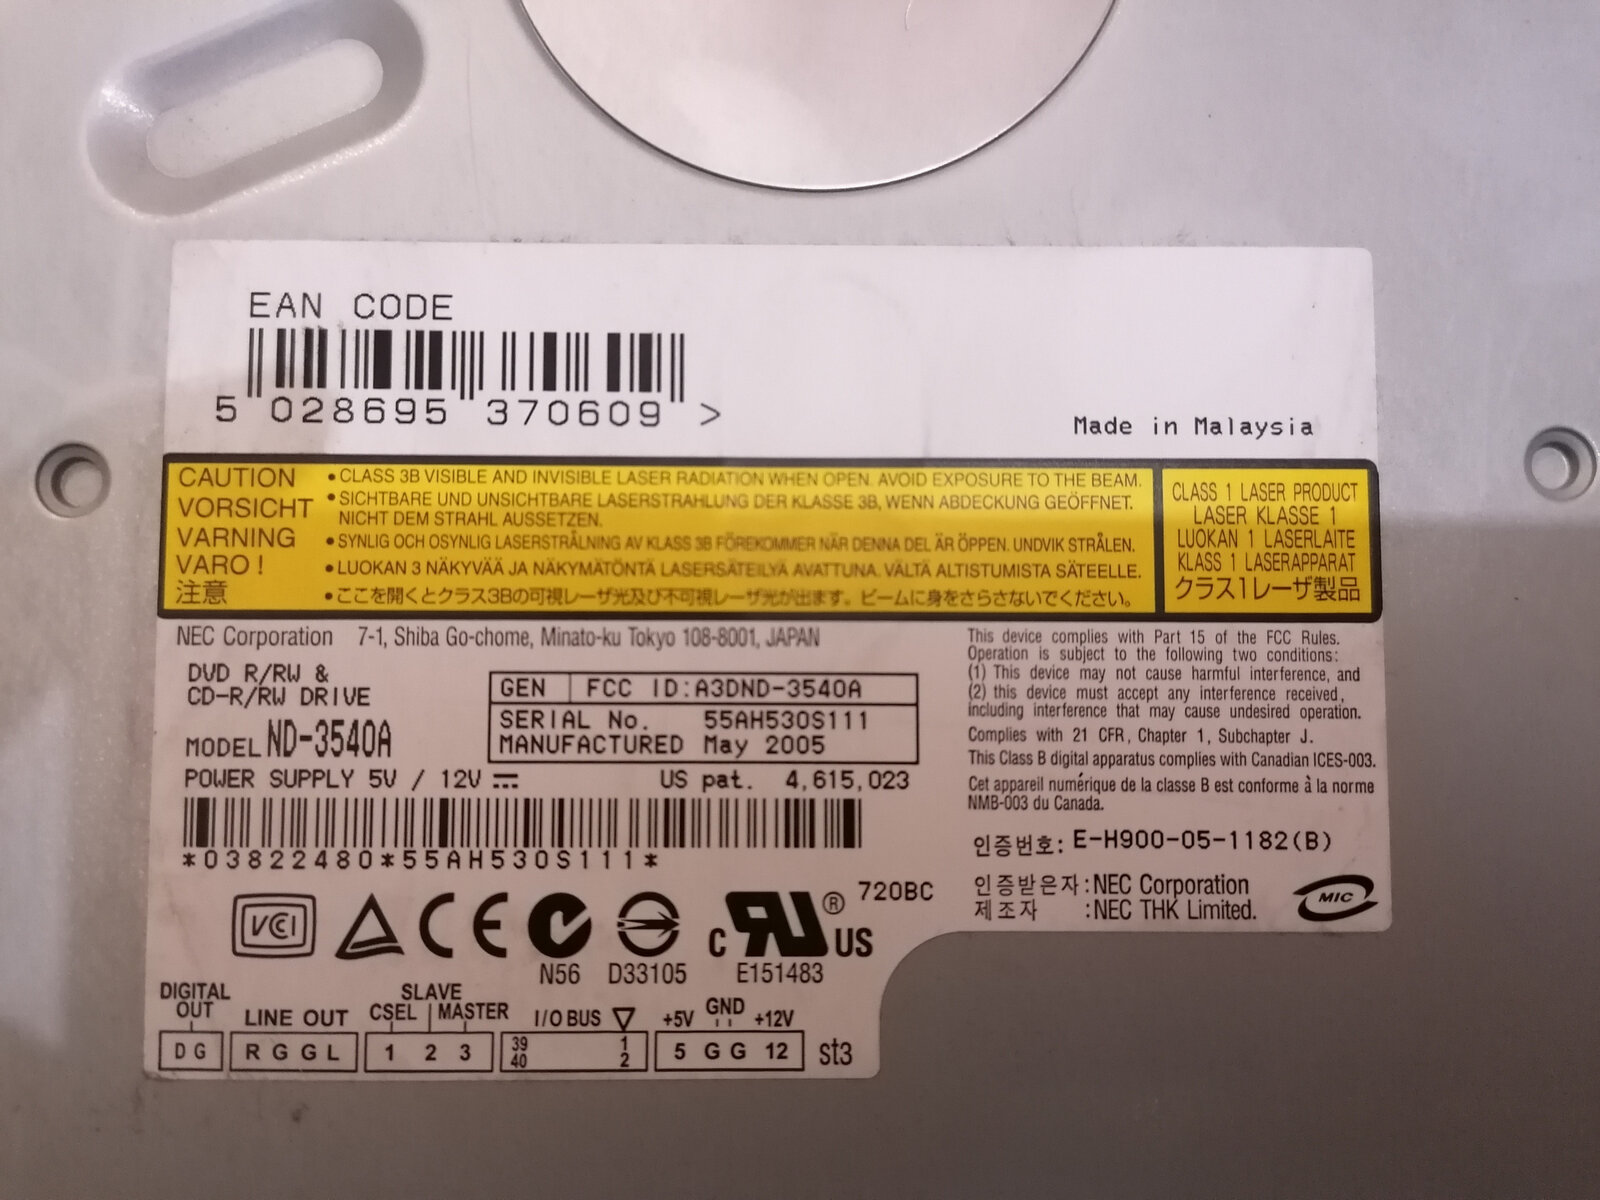 EAN CODE
5 028695 370609 >
Made in Malaysia
CAUTION
VORSICHT
VARNING
VARO !
注意
• CLASS 3B VISIBLE AND INVISIBLE LASER RADIATION WHEN OPEN. AVOID EXPOSURE TO THE BEAM.
• SICHTBARE UND UNSICHTBARE LASERSTRAHLUNG DER KLASSE 3B, WENN ABDECKUNG GEÖFFNET.
NICHT DEM STRAHL AUSSETZEN.
• SYNLIG OCH OSYNLIG LASERSTRÅLNING AV KLASS 3B FÖREKOMMER NÄR DENNA DEL ÄR ÖPPEN. UNDVIK STRÅLEN.
• LUOKAN 3 NÄKYVÄÄ JA NÄKYMÄTÖNTÄ LASERSÄTEILYÄ AVATTUNA. VÄLTÄ ALTISTUMISTA SÄTEELLE.
• ここを開くとクラス3Bの可視レーザ光及び不可視レーザ光が出ます。ビームに身をさらさないでください。
CLASS 1 LASER PRODUCT
LASER KLASSE 1
LUOKAN 1 LASERLAITE
KLASS 1 LASERAPPARAT
クラス1レーザ製品
NEC Corporation 7-1, Shiba Go-chome, Minato-ku Tokyo 108-8001, JAPAN
DVD R/RW &
CD-R/RW DRIVE
MODEL ND-3540A
GEN FCC ID:A3DND-3540A
SERIAL No. 55AH530S111
MANUFACTURED May 2005
POWER SUPPLY 5V / 12V
US pat. 4,615,023
*03822480*55AH530S111*
This device complies with Part 15 of the FCC Rules.
Operation is subject to the following two conditions:
(1) This device may not cause harmful interference, and
(2) this device must accept any interference received,
including interference that may cause undesired operation.
Complies with 21 CFR, Chapter 1, Subchapter J.
This Class B digital apparatus complies with Canadian ICES-003.
Cet appareil numérique de la classe B est conforme à la norme
NMB-003 du Canada.
인증번호: E-H900-05-1182(B)
인증받은자 : NEC Corporation
제조자 : NEC THK Limited.
MIC
VCCI
CE
N56
D33105
c RU ® US
E151483
720BC
DIGITAL
OUT
D G
LINE OUT
R G G L
SLAVE
CSEL MASTER
1 2 3
I/O BUS
39 1
40 2
+5V GND +12V
5 G G 12
st3